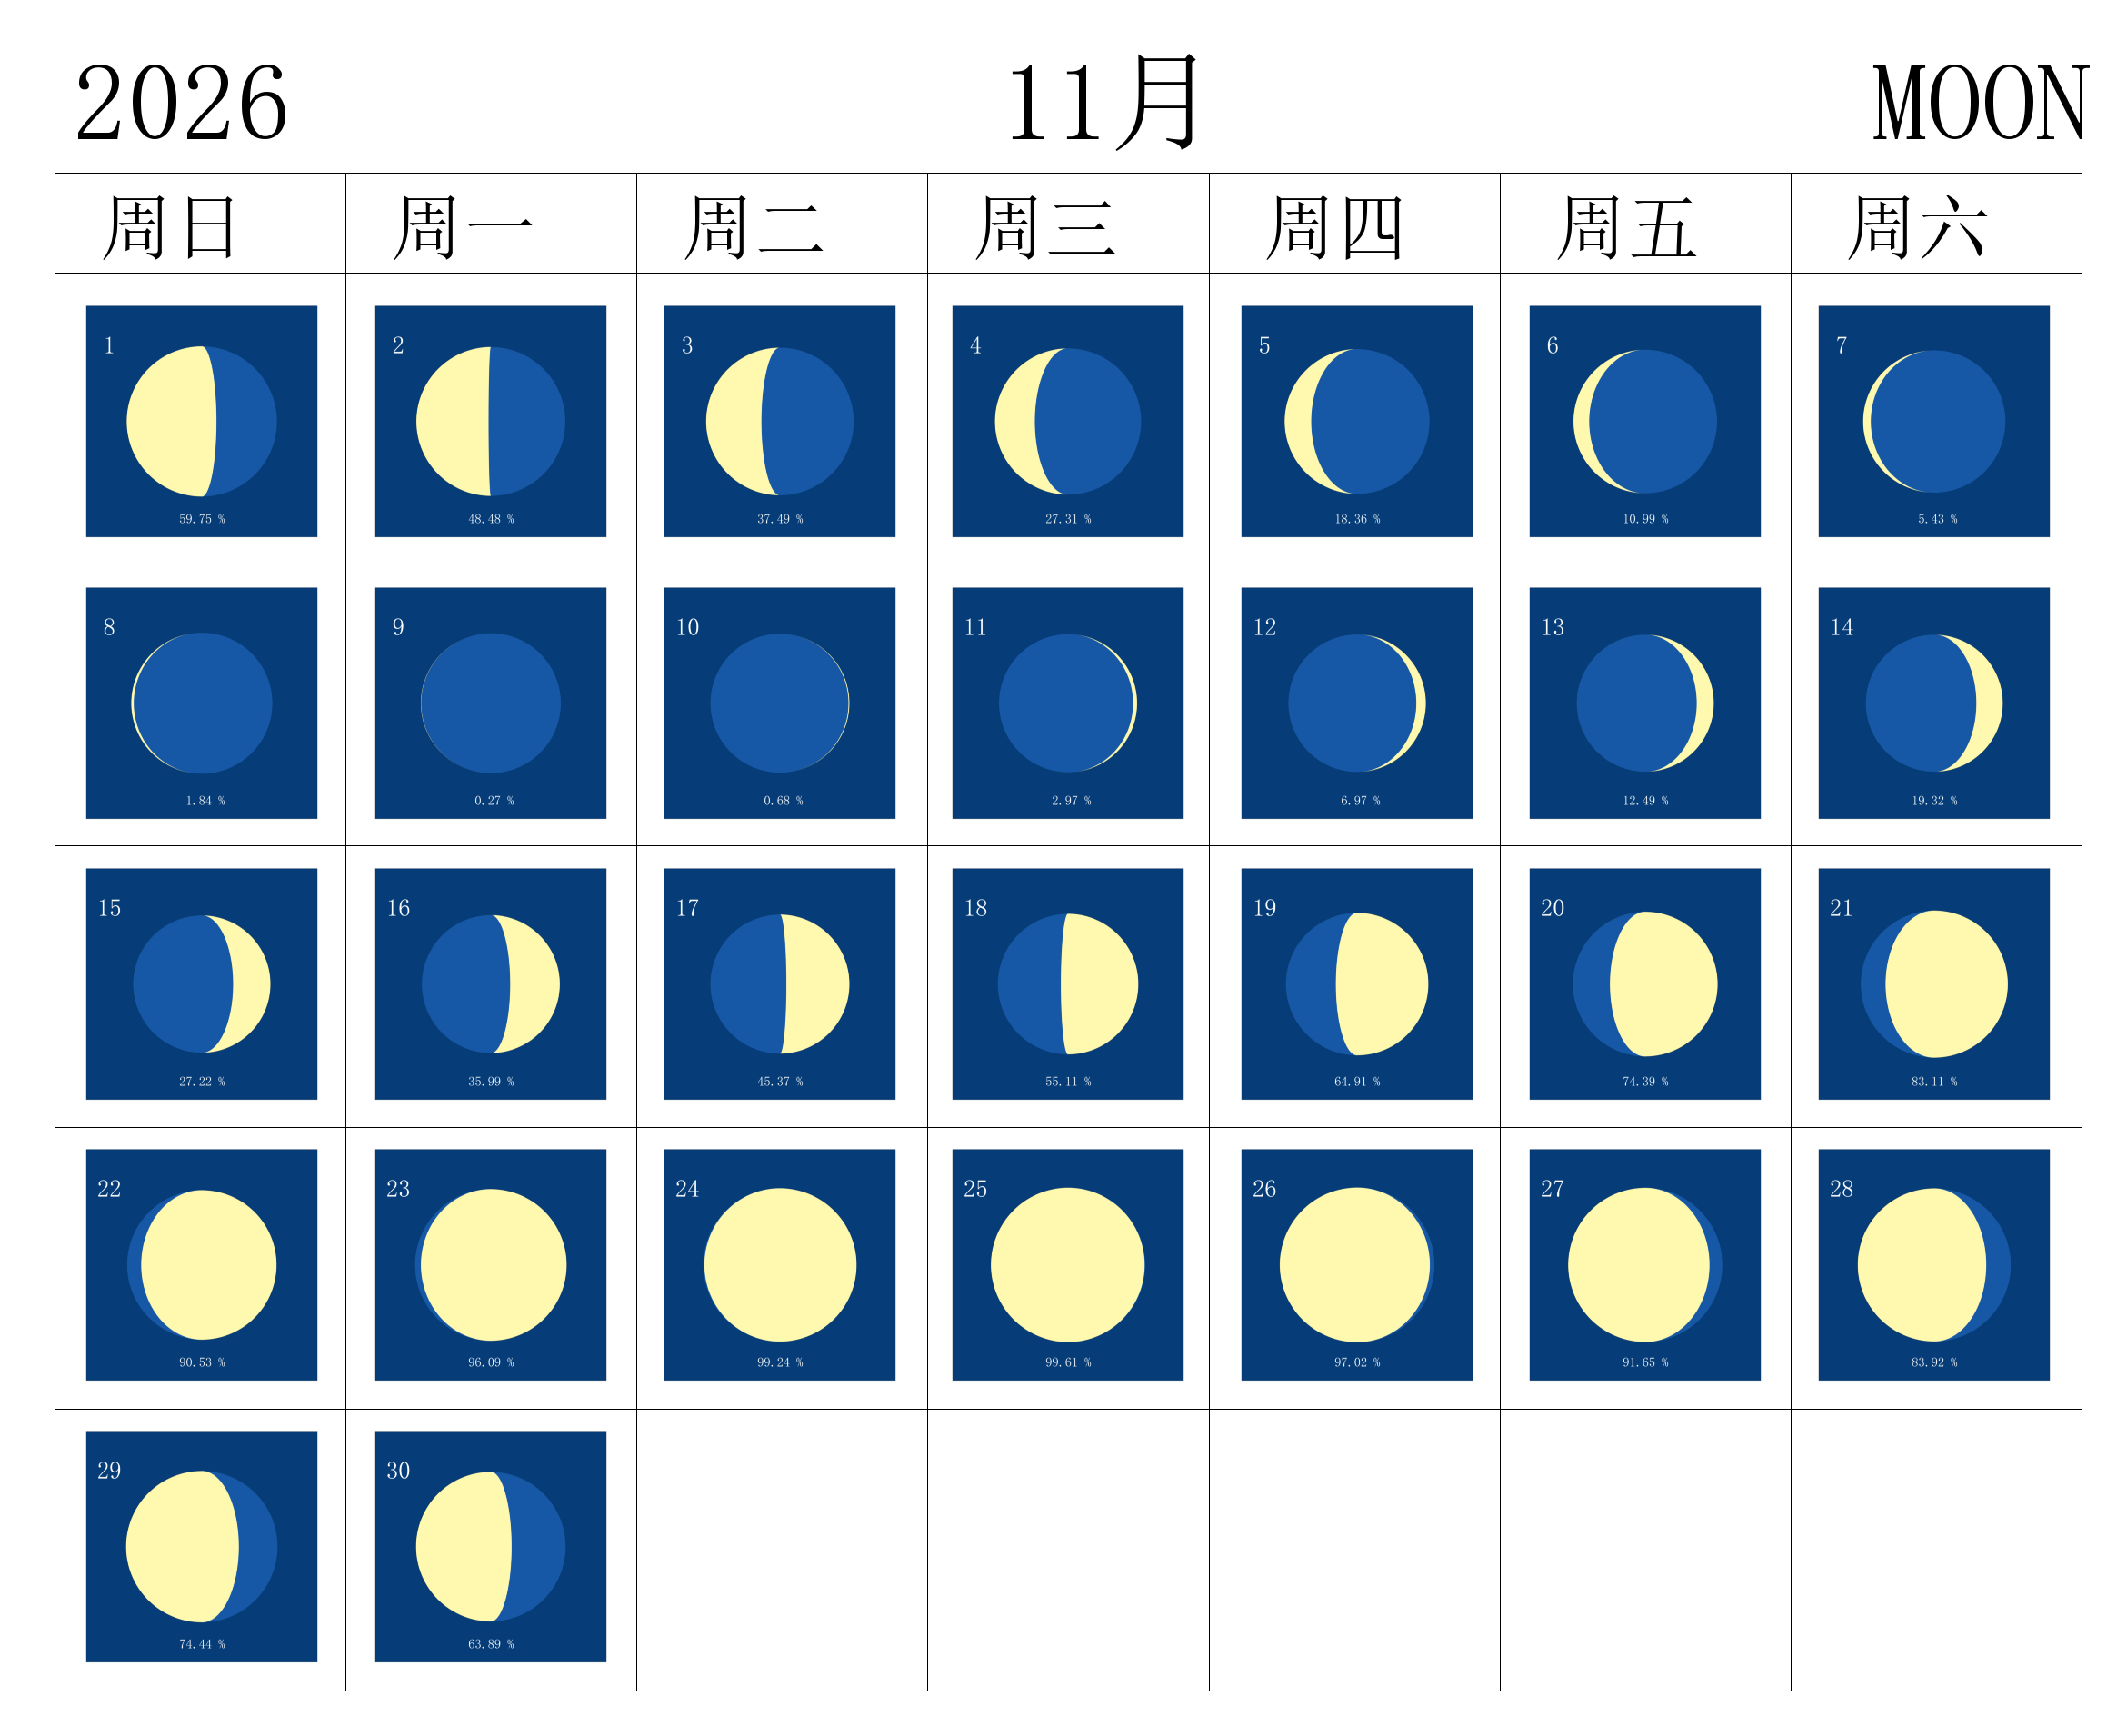 2026 11月 MOON
周日 周一 周二 周三 周四 周五 周六
1 2 3 4 5 6 7
59.75 % 48.48 % 37.49 % 27.31 % 18.36 % 10.99 % 5.43 %
8 9 10 11 12 13 14
1.84 % 0.27 % 0.68 % 2.97 % 6.97 % 12.49 % 19.32 %
15 16 17 18 19 20 21
27.22 % 35.99 % 45.37 % 55.11 % 64.91 % 74.39 % 83.11 %
22 23 24 25 26 27 28
90.53 % 96.09 % 99.24 % 99.61 % 97.02 % 91.65 % 83.92 %
29 30
74.44 % 63.89 %